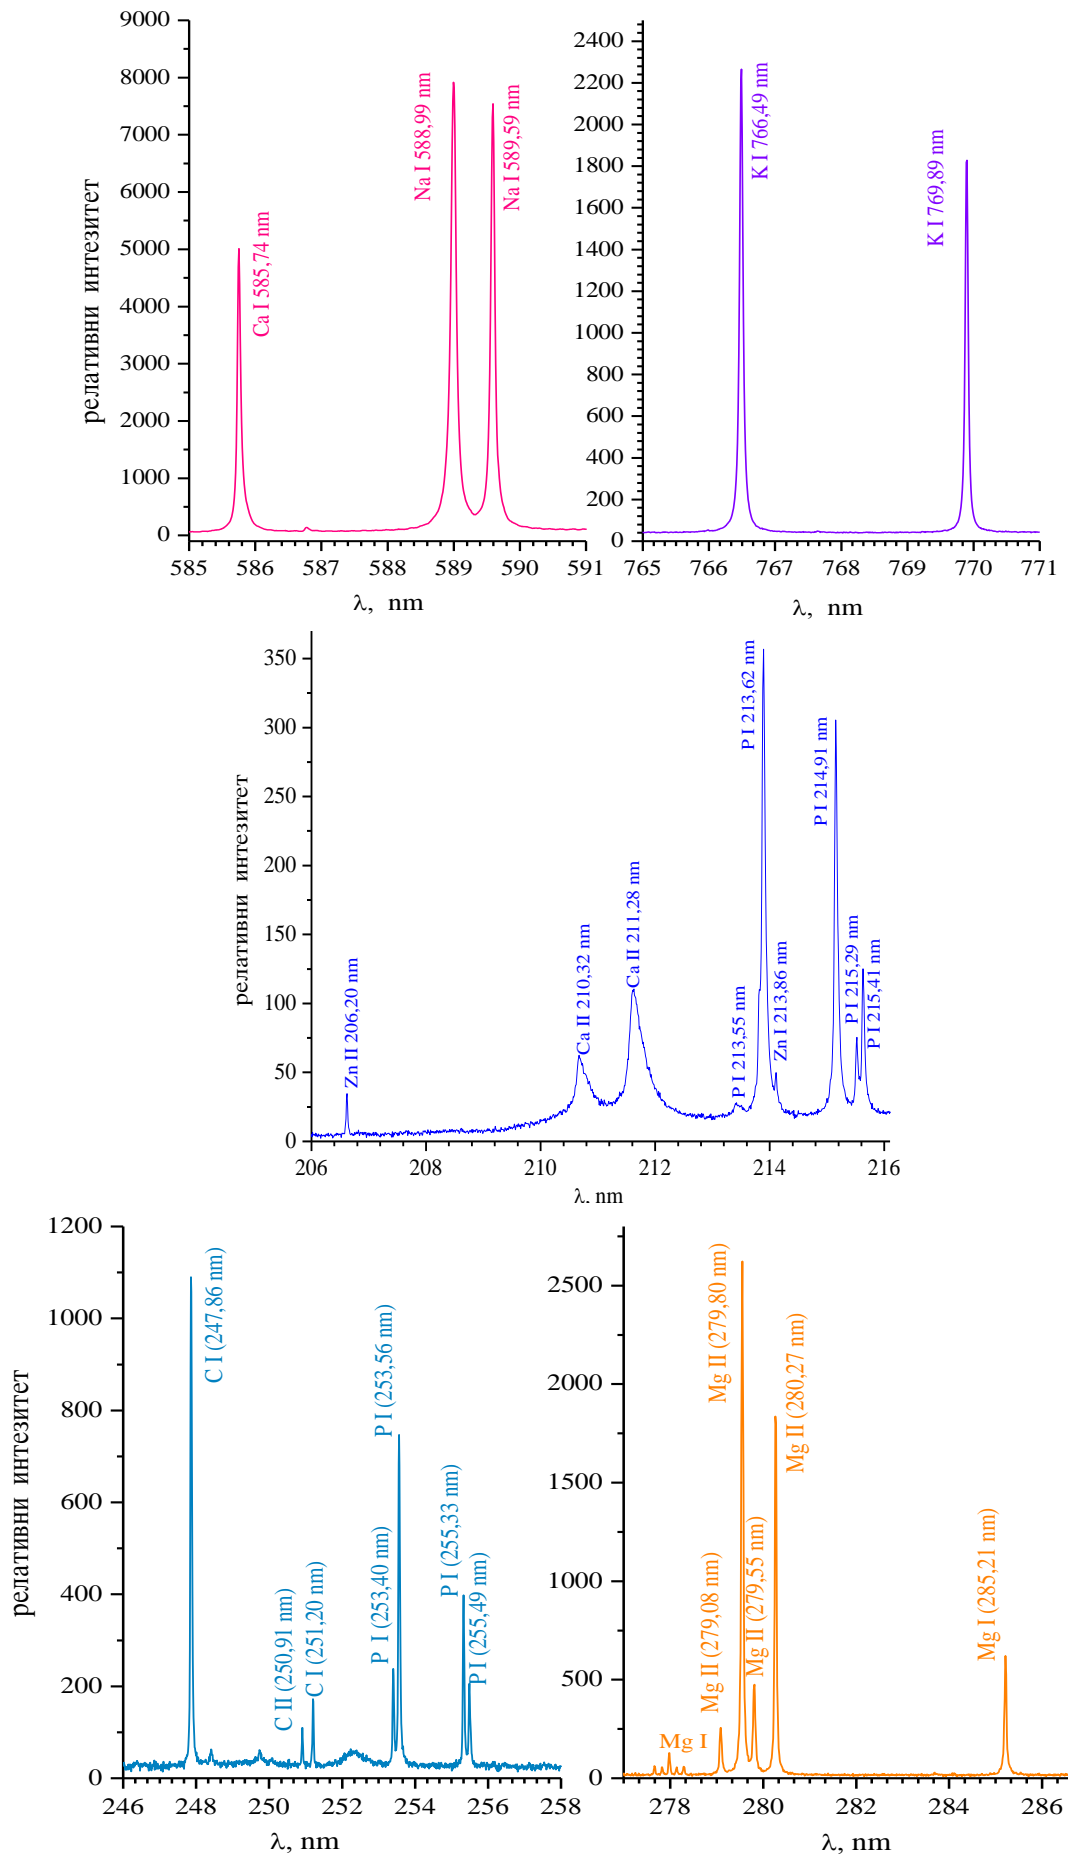 9000
8000
7000
6000
5000
4000
3000
2000
1000
0
релативни интезитет
Ca I 585,74 nm
Na I 588,99 nm
Na I 589,59 nm
585 586 587 588 589 590 591
λ, nm
2400
2200
2000
1800
1600
1400
1200
1000
800
600
400
200
0
K I 766,49 nm
K I 769,89 nm
765 766 767 768 769 770 771
λ, nm
350
300
250
200
150
100
50
0
релативни интезитет
Zn II 206,20 nm
Ca II 210,32 nm
Ca II 211,28 nm
P I 213,55 nm
P I 213,62 nm
Zn I 213,86 nm
P I 214,91 nm
P I 215,29 nm
P I 215,41 nm
206 208 210 212 214 216
λ, nm
1200
1000
800
600
400
200
0
релативни интезитет
C I (247,86 nm)
C II (250,91 nm)
C I (251,20 nm)
P I (253,40 nm)
P I (253,56 nm)
P I (255,33 nm)
P I (255,49 nm)
246 248 250 252 254 256 258
λ, nm
2500
2000
1500
1000
500
0
Mg I
Mg II (279,08 nm)
Mg II (279,80 nm)
Mg II (279,55 nm)
Mg II (280,27 nm)
Mg I (285,21 nm)
278 280 282 284 286
λ, nm